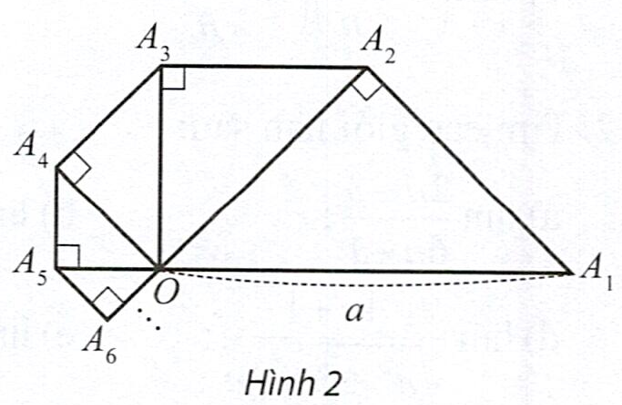 A₃ A₂
A₄
A₅ O A₁
a
A₆
Hình 2